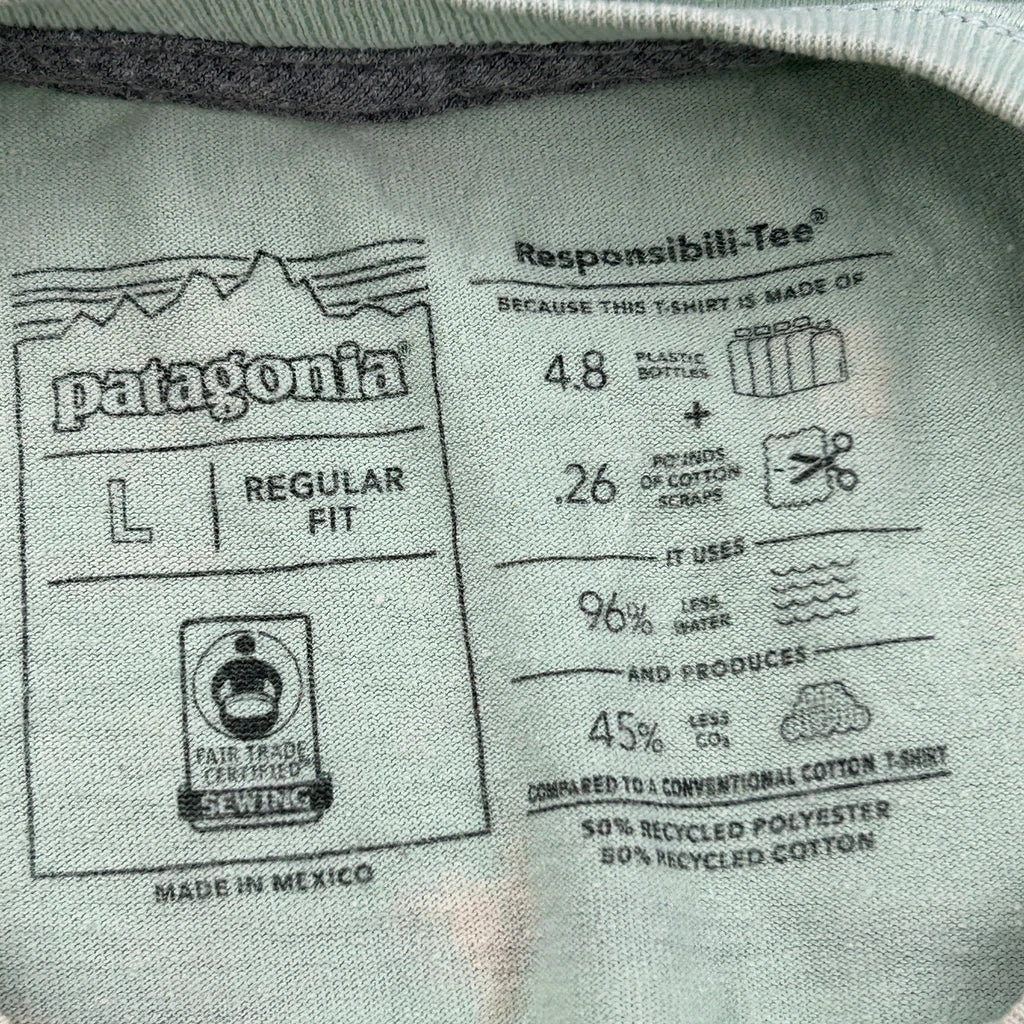 patagonia®
L
REGULAR
FIT
FAIR TRADE
CERTIFIED™
SEWING
MADE IN MEXICO
Responsibili-Tee®
BECAUSE THIS T-SHIRT IS MADE OF
4.8
PLASTIC
BOTTLES
+
.26
POUNDS
OF COTTON
SCRAPS
IT USES
96%
LESS
WATER
AND PRODUCES
45%
LESS
CO₂
COMPARED TO A CONVENTIONAL COTTON T-SHIRT
50% RECYCLED POLYESTER
50% RECYCLED COTTON